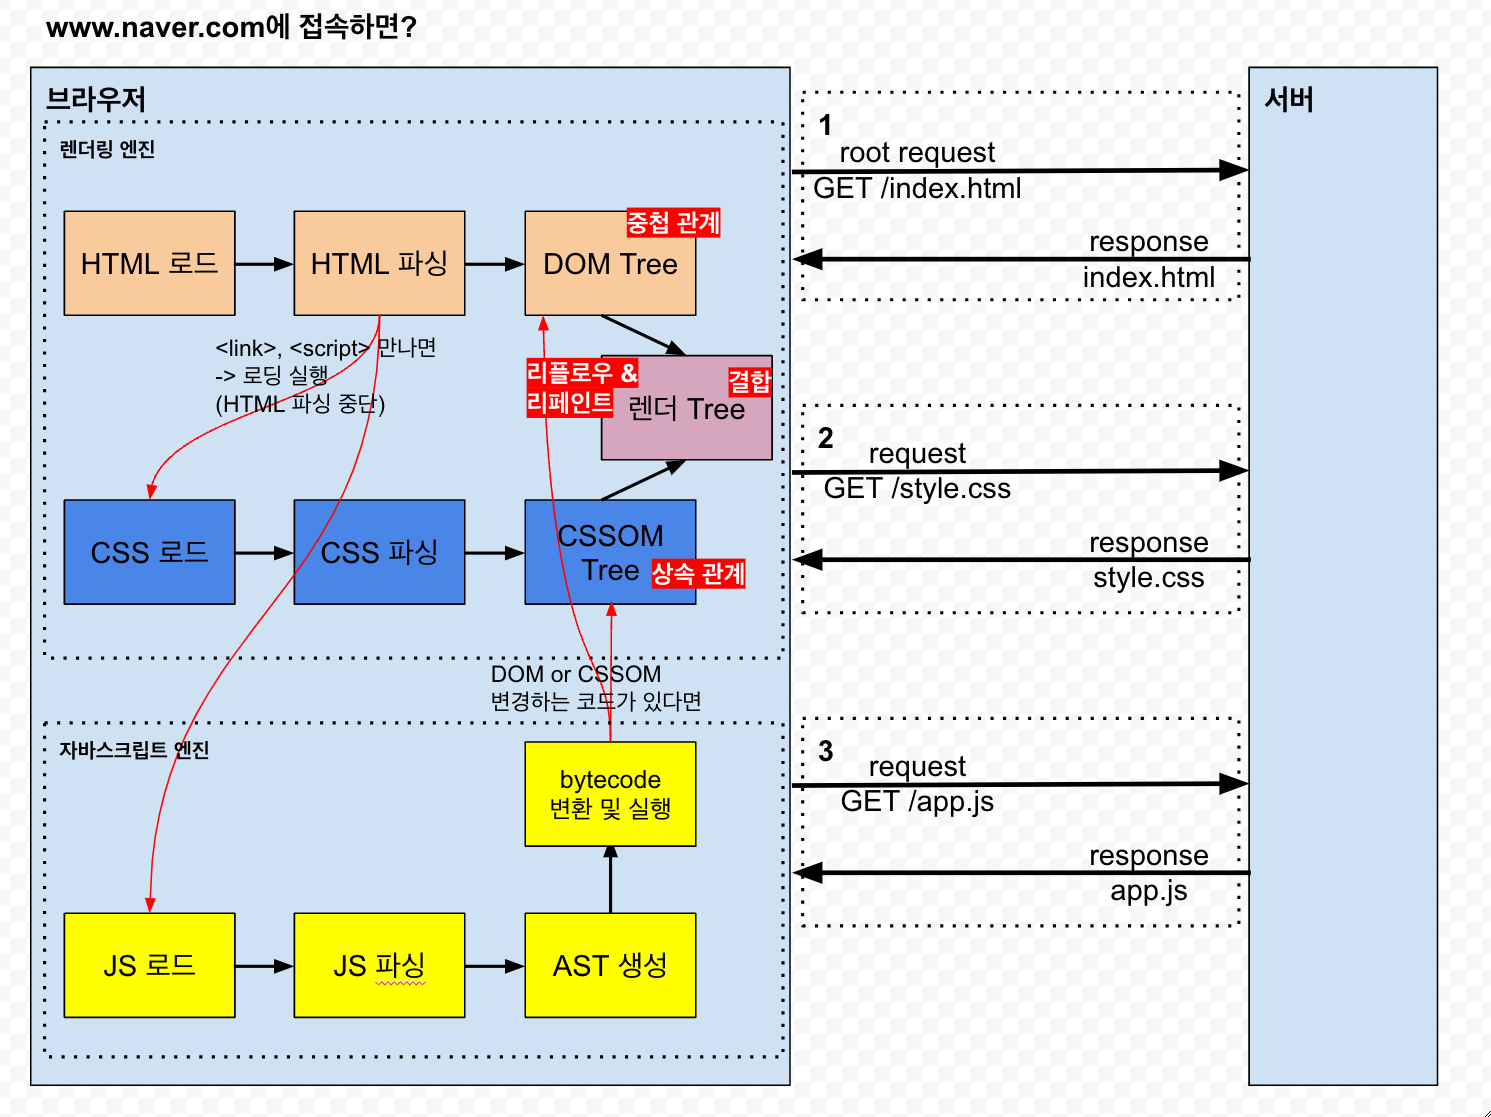 www.naver.com에 접속하면?
브라우저
렌더링 엔진
HTML 로드
HTML 파싱
DOM Tree
중첩 관계
<link>, <script> 만나면
-> 로딩 실행
(HTML 파싱 중단)
리플로우 &
리페인트
결합
렌더 Tree
CSS 로드
CSS 파싱
CSSOM
Tree
상속 관계
DOM or CSSOM
변경하는 코드가 있다면
자바스크립트 엔진
bytecode
변환 및 실행
JS 로드
JS 파싱
AST 생성
1
root request
GET /index.html
response
index.html
2
request
GET /style.css
response
style.css
3
request
GET /app.js
response
app.js
서버